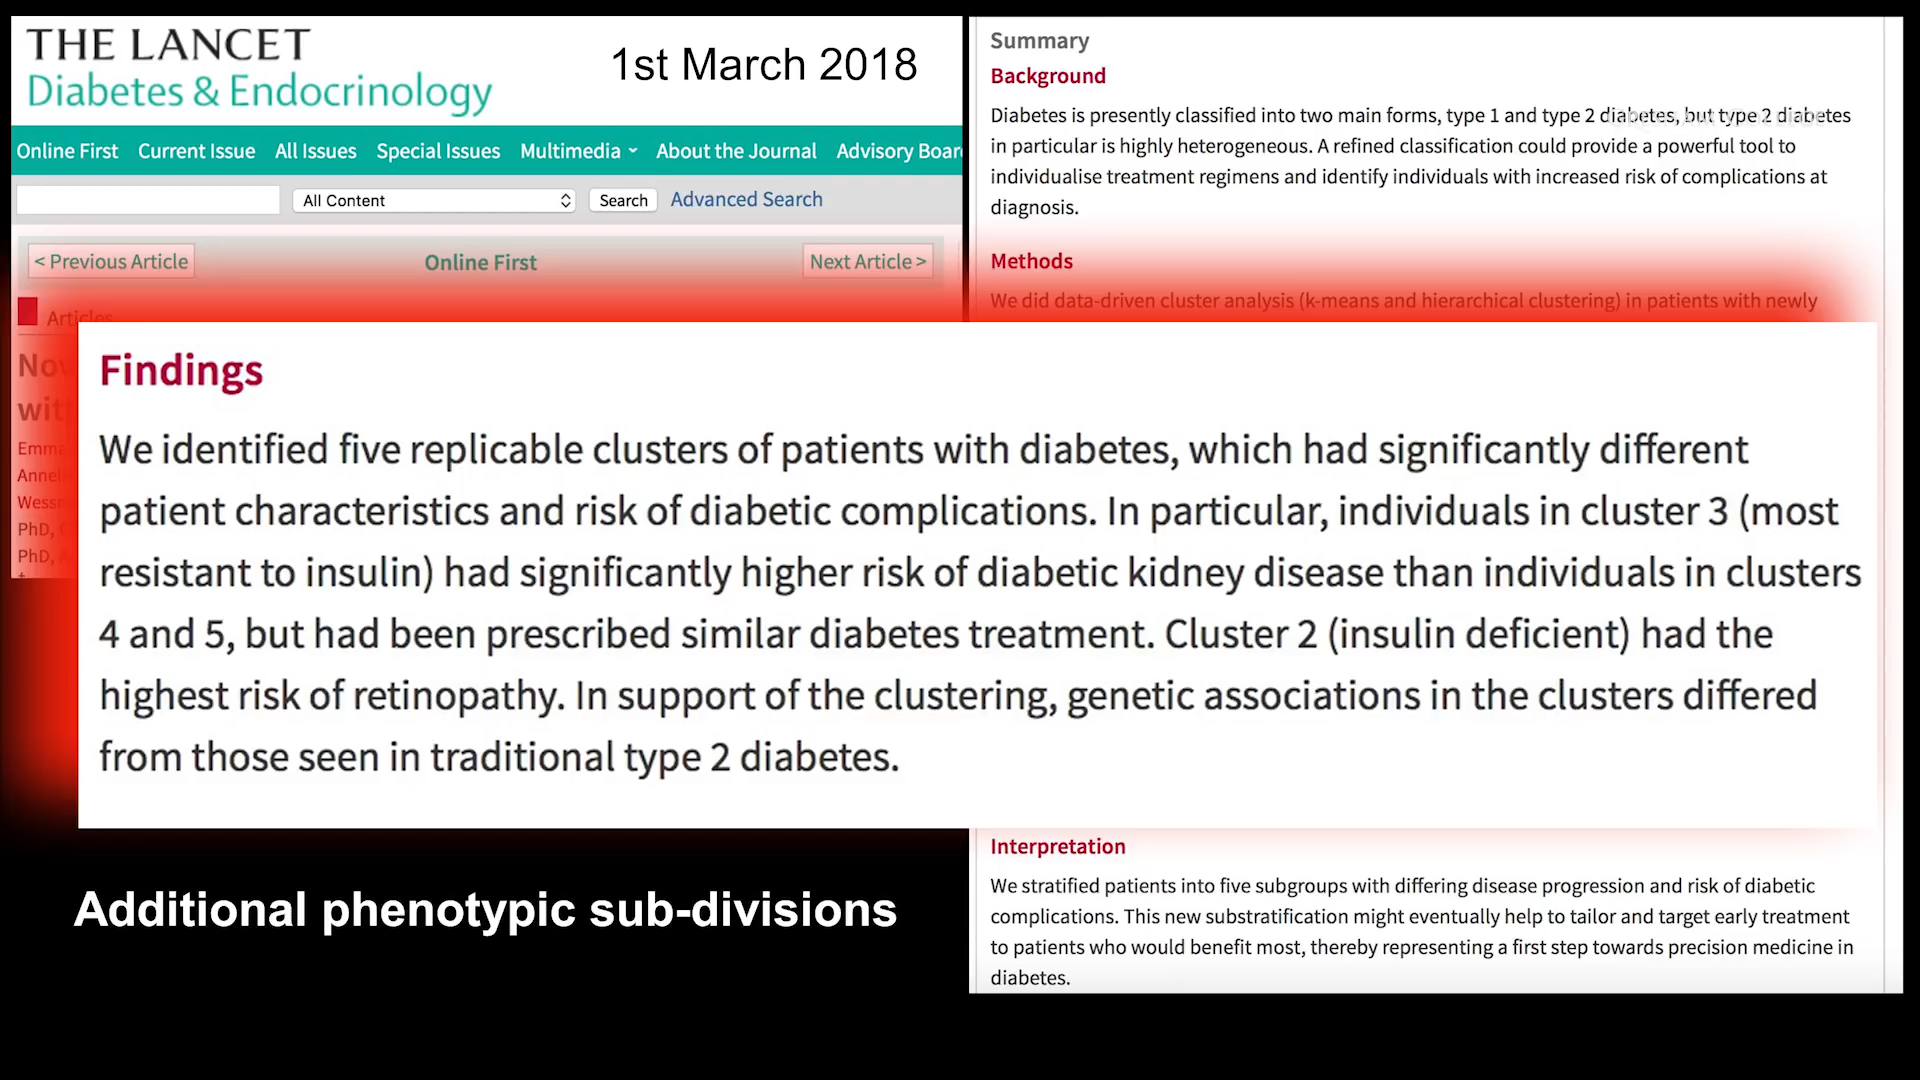 THE LANCET
Diabetes & Endocrinology
1st March 2018
Online First Current Issue All Issues Special Issues Multimedia About the Journal Advisory Boar
All Content Search Advanced Search
< Previous Article Online First Next Article >
Articles
Nov
wit
Emma
Anne
Wess
PhD,
PhD,
Summary
Background
Diabetes is presently classified into two main forms, type 1 and type 2 diabetes, but type 2 diabetes
in particular is highly heterogeneous. A refined classification could provide a powerful tool to
individualise treatment regimens and identify individuals with increased risk of complications at
diagnosis.
Methods
We did data-driven cluster analysis (k-means and hierarchical clustering) in patients with newly
Findings
We identified five replicable clusters of patients with diabetes, which had significantly different
patient characteristics and risk of diabetic complications. In particular, individuals in cluster 3 (most
resistant to insulin) had significantly higher risk of diabetic kidney disease than individuals in clusters
4 and 5, but had been prescribed similar diabetes treatment. Cluster 2 (insulin deficient) had the
highest risk of retinopathy. In support of the clustering, genetic associations in the clusters differed
from those seen in traditional type 2 diabetes.
Interpretation
We stratified patients into five subgroups with differing disease progression and risk of diabetic
complications. This new substratification might eventually help to tailor and target early treatment
to patients who would benefit most, thereby representing a first step towards precision medicine in
diabetes.
Additional phenotypic sub-divisions